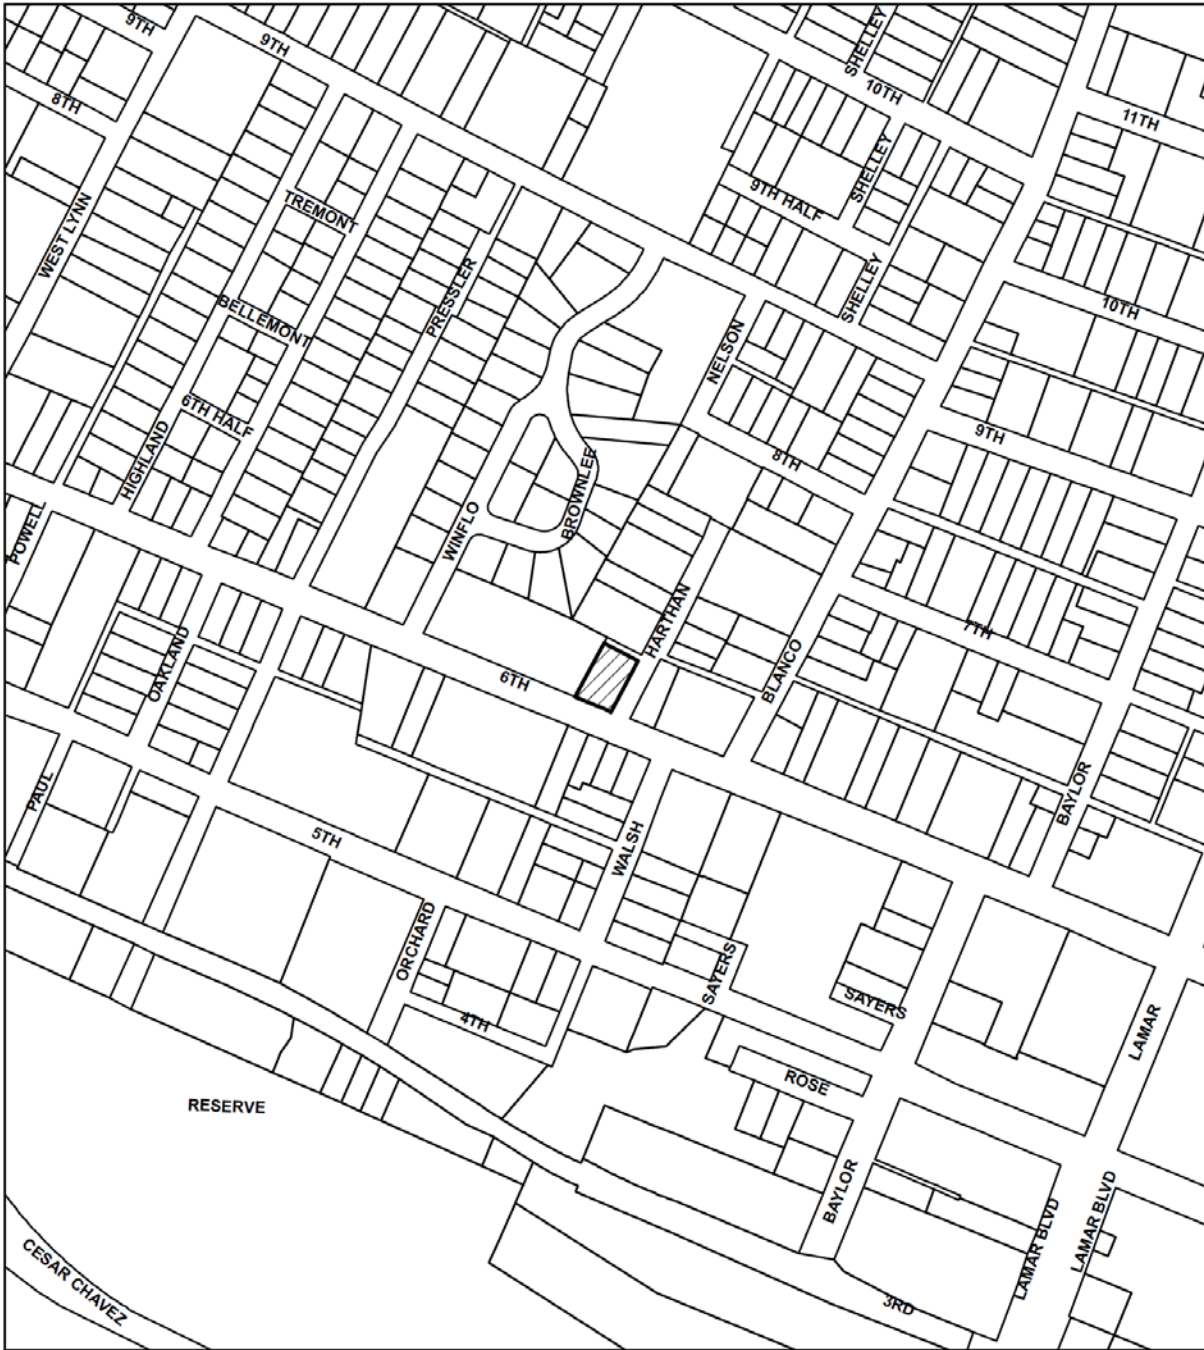 9TH
9TH
SHELLEY
10TH
8TH
11TH
SHELLEY
9TH HALF
TREMONT
WEST LYNN
PRESSLER
SHELLEY
10TH
BELLEMONT
NELSON
6TH HALF
9TH
HIGHLAND
8TH
BROWNLEE
WINFLO
POWELL
HARTHAN
7TH
OAKLAND
BLANCO
6TH
PAUL
BAYLOR
5TH
WALSH
ORCHARD
SAYERS
SAYERS
4TH
LAMAR
ROSE
RESERVE
BAYLOR
LAMAR BLVD
LAMAR BLVD
CESAR CHAVEZ
3RD